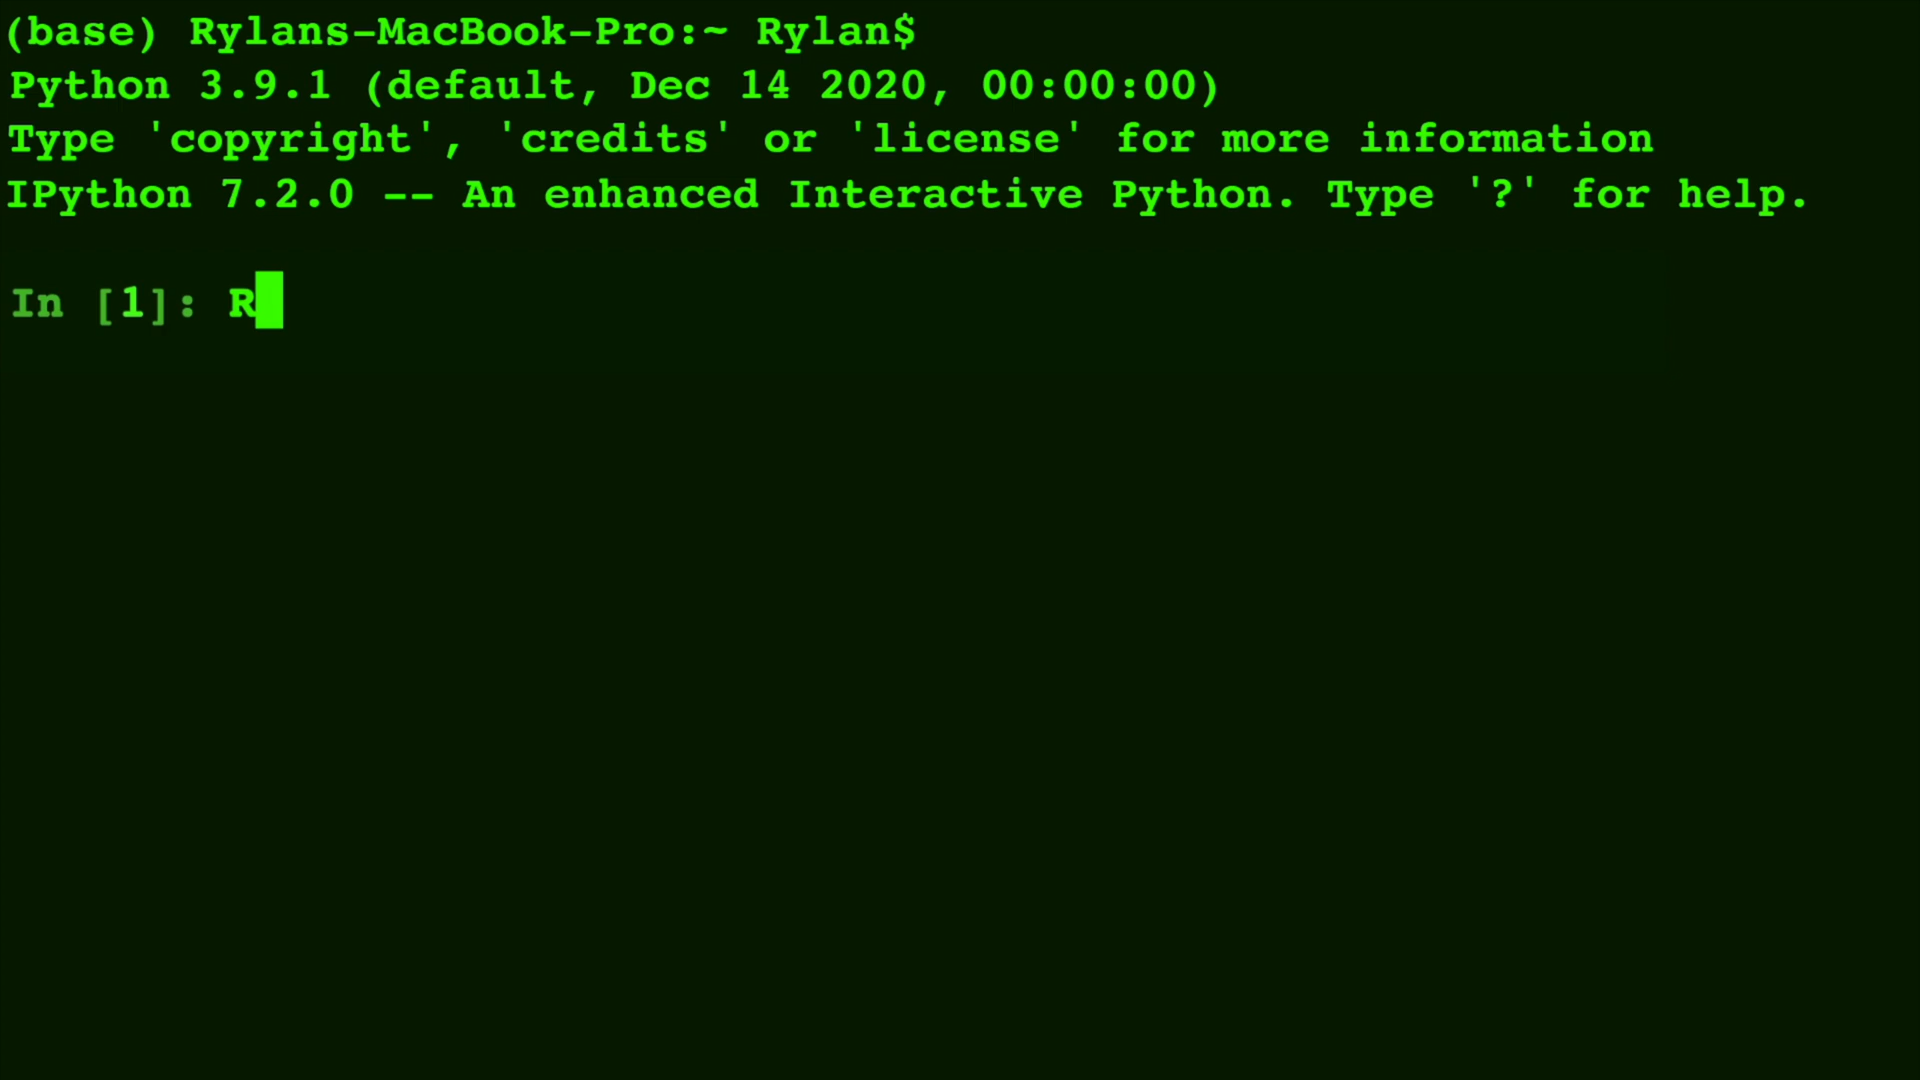 (base) Rylans-MacBook-Pro:~ Rylan$
Python 3.9.1 (default, Dec 14 2020, 00:00:00)
Type 'copyright', 'credits' or 'license' for more information
IPython 7.2.0 -- An enhanced Interactive Python. Type '?' for help.
In [1]: R